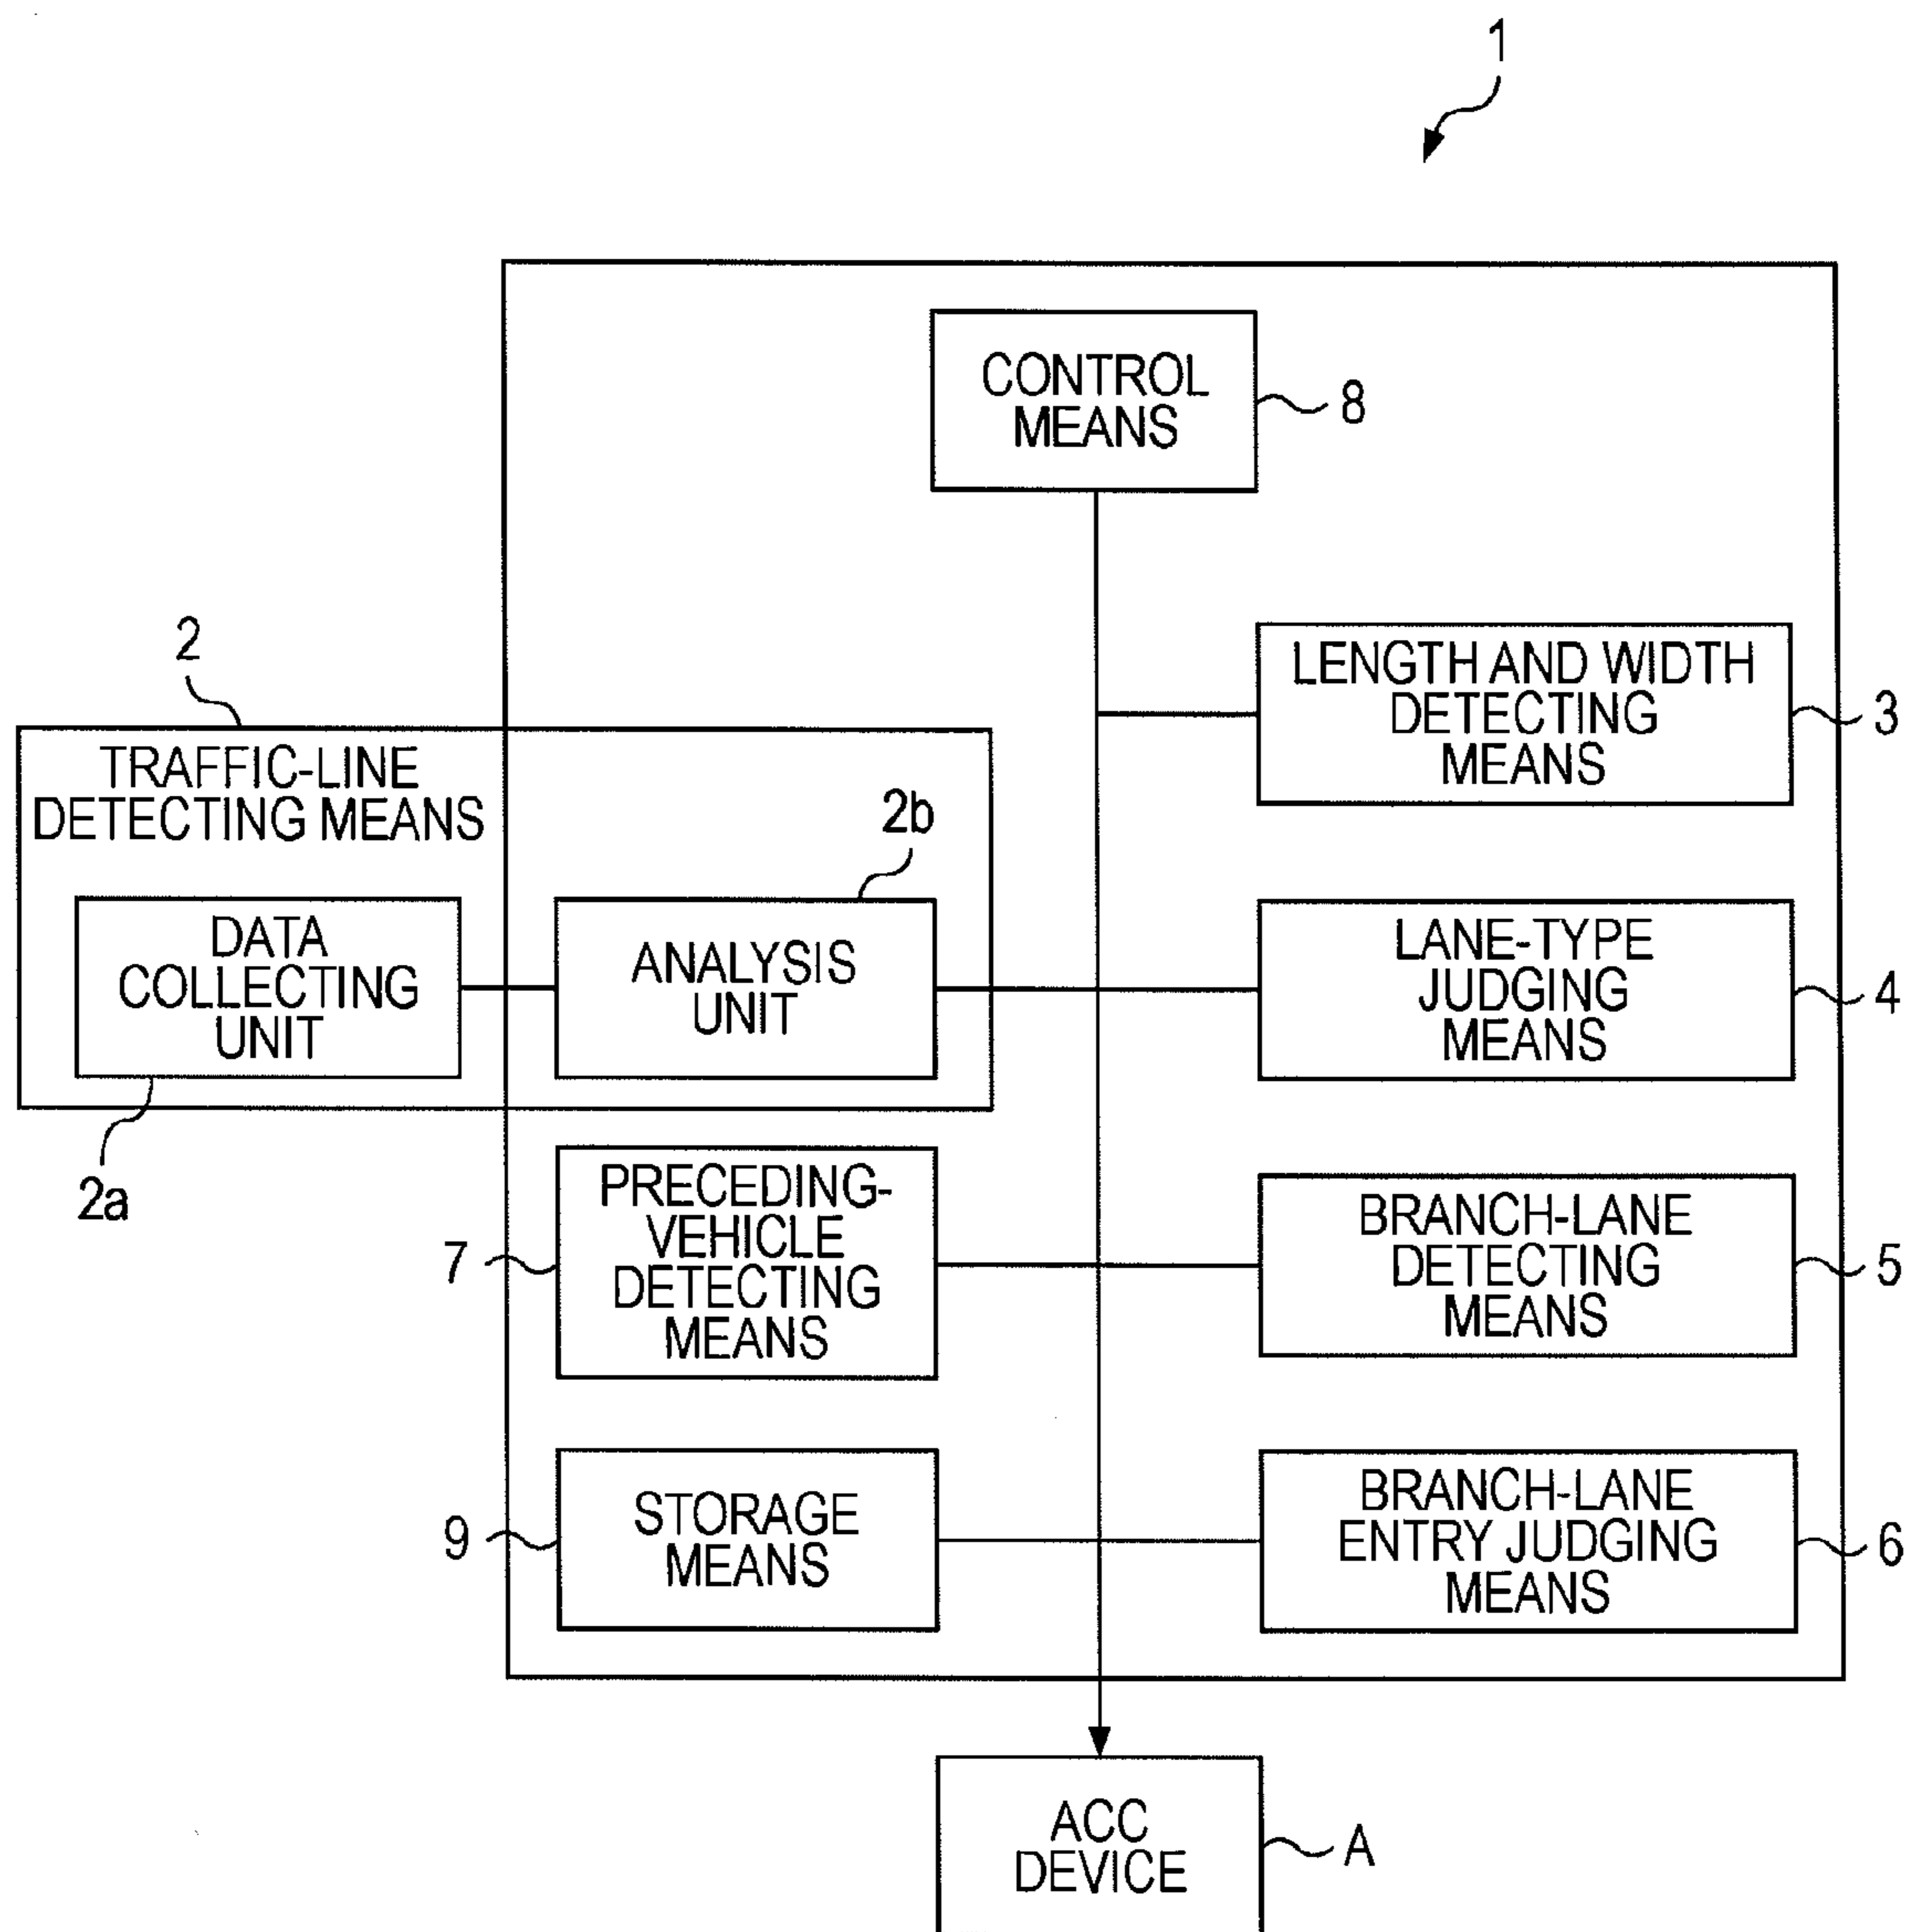 1
CONTROL
MEANS
8
2
LENGTH AND WIDTH
DETECTING
MEANS
3
TRAFFIC-LINE
DETECTING MEANS
2b
DATA
COLLECTING
UNIT
2a
ANALYSIS
UNIT
LANE-TYPE
JUDGING
MEANS
4
7
PRECEDING-
VEHICLE
DETECTING
MEANS
BRANCH-LANE
DETECTING
MEANS
5
9
STORAGE
MEANS
BRANCH-LANE
ENTRY JUDGING
MEANS
6
ACC
DEVICE
A